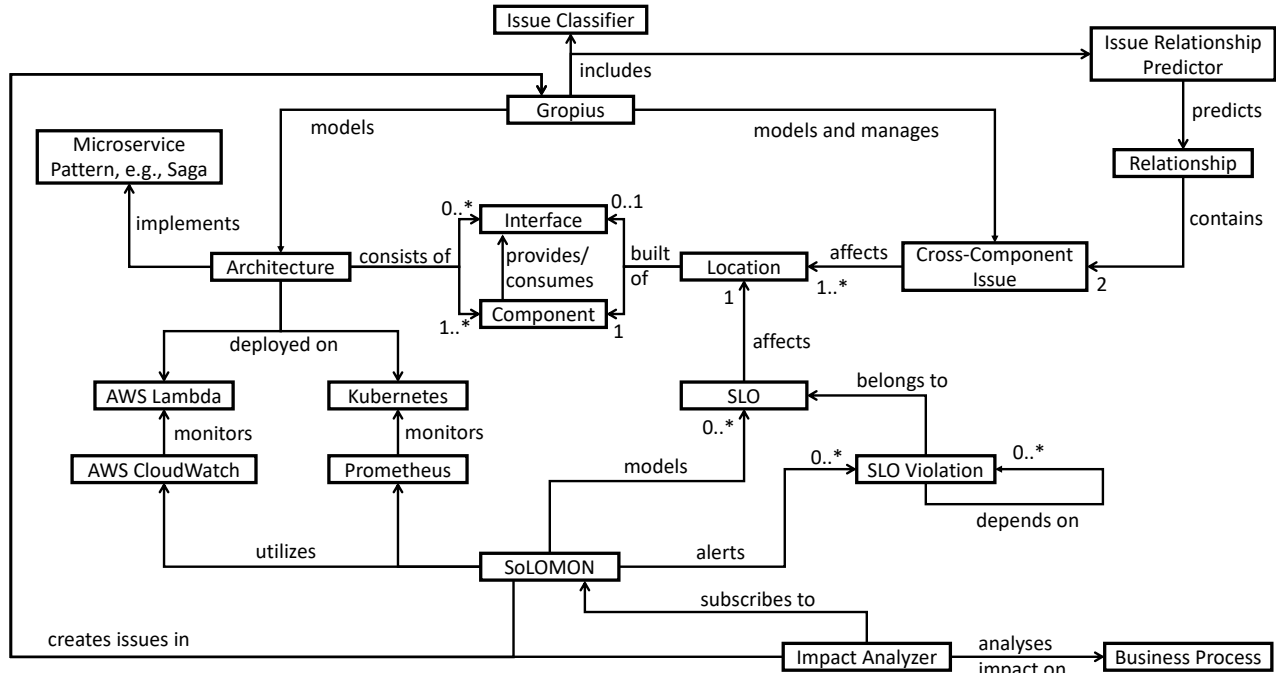 Issue Classifier
Issue Relationship
Predictor
includes
Gropius
models
models and manages
predicts
Microservice
Pattern, e.g., Saga
Relationship
implements
0..*
Interface
0..1
contains
Architecture
consists of
provides/
consumes
built
of
Location
affects
Cross-Component
Issue
1..*
Component
1
1
1..*
2
deployed on
affects
AWS Lambda
Kubernetes
SLO
belongs to
monitors
monitors
0..*
AWS CloudWatch
Prometheus
models
0..*
SLO Violation
0..*
depends on
utilizes
SoLOMON
alerts
subscribes to
creates issues in
Impact Analyzer
analyses
impact on
Business Process